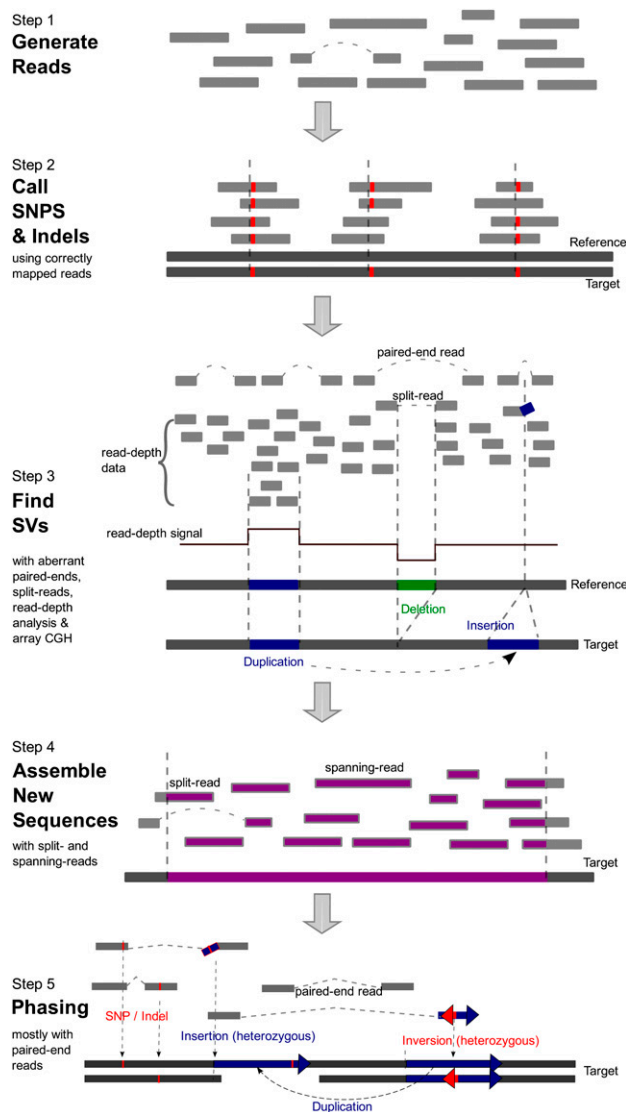 Step 1
Generate
Reads
Step 2
Call
SNPS
& Indels
using correctly
mapped reads
Reference
Target
paired-end read
split-read
read-depth
data
Step 3
Find
SVs
with aberrant
paired-ends,
split-reads,
read-depth
analysis &
array CGH
read-depth signal
Reference
Deletion
Insertion
Target
Duplication
Step 4
Assemble
New
Sequences
with split- and
spanning-reads
split-read
spanning-read
Target
Step 5
Phasing
mostly with
paired-end
reads
paired-end read
SNP / Indel
Insertion (heterozygous)
Inversion (heterozygous)
Target
Duplication